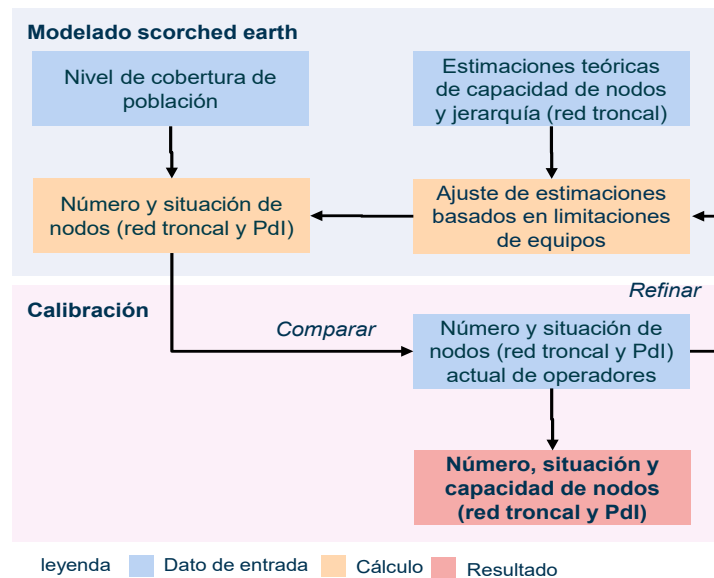 Modelado scorched earth
Nivel de cobertura de
población
Estimaciones teóricas
de capacidad de nodos
y jerarquía (red troncal)
Número y situación de
nodos (red troncal y PdI)
Ajuste de estimaciones
basados en limitaciones
de equipos
Refinar
Calibración
Comparar
Número y situación de
nodos (red troncal y PdI)
actual de operadores
Número, situación y
capacidad de nodos
(red troncal y PdI)
leyenda
Dato de entrada
Cálculo
Resultado